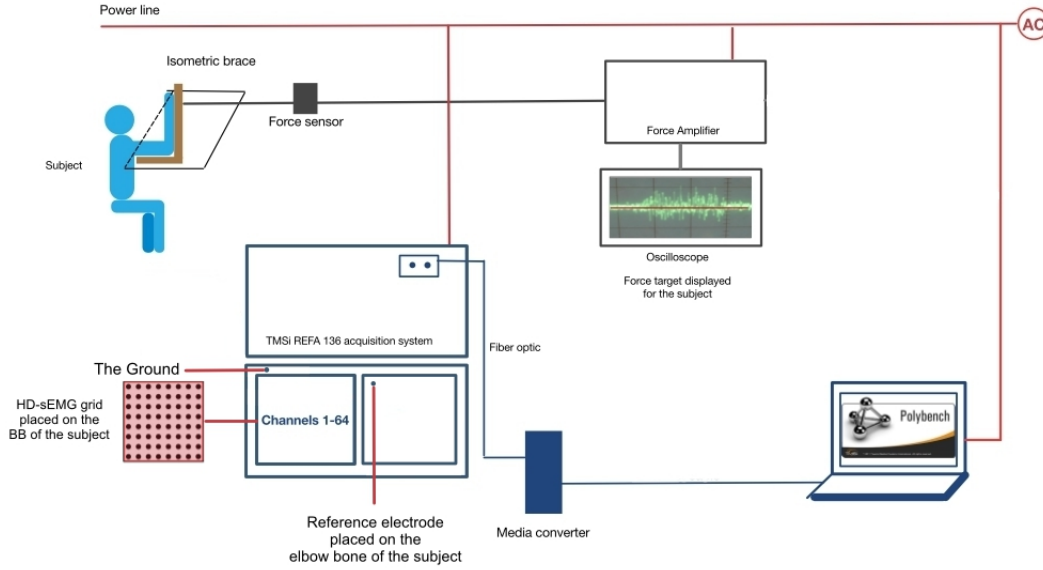 Power line
AC
Isometric brace
Force sensor
Force Amplifier
Subject
Oscilloscope
Force target displayed
for the subject
TMSi REFA 136 acquisition system
Fiber optic
The Ground
HD-sEMG grid
placed on the
BB of the subject
Channels 1-64
Polybench
Reference electrode
placed on the
elbow bone of the subject
Media converter